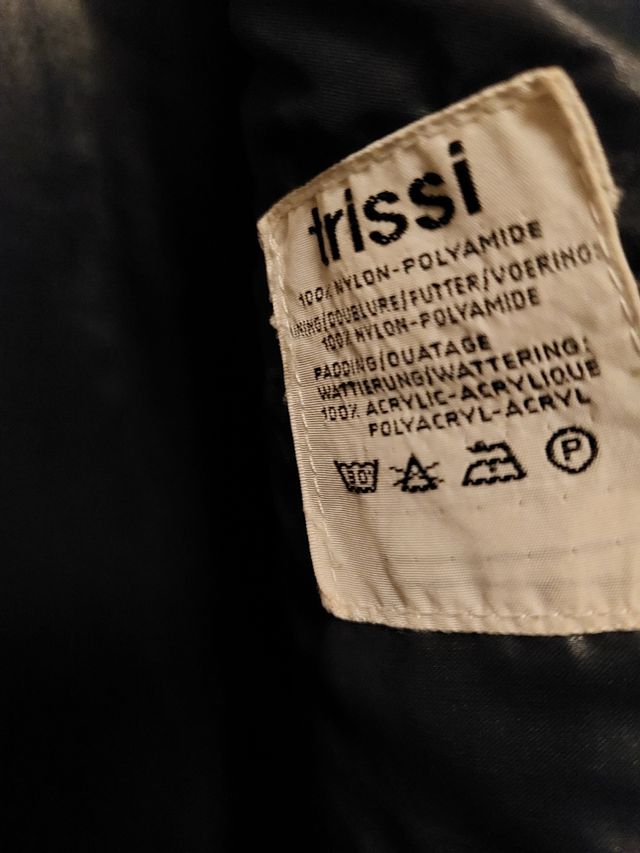 trissi
100% NYLON-POLYAMIDE
LINING/DOUBLURE/FUTTER/VOERING:
100% NYLON-POLYAMIDE
PADDING/OUATAGE
WATTIERUNG/WATTERING:
100% ACRYLIC-ACRYLIQUE
POLYACRYL-ACRYL
30° P